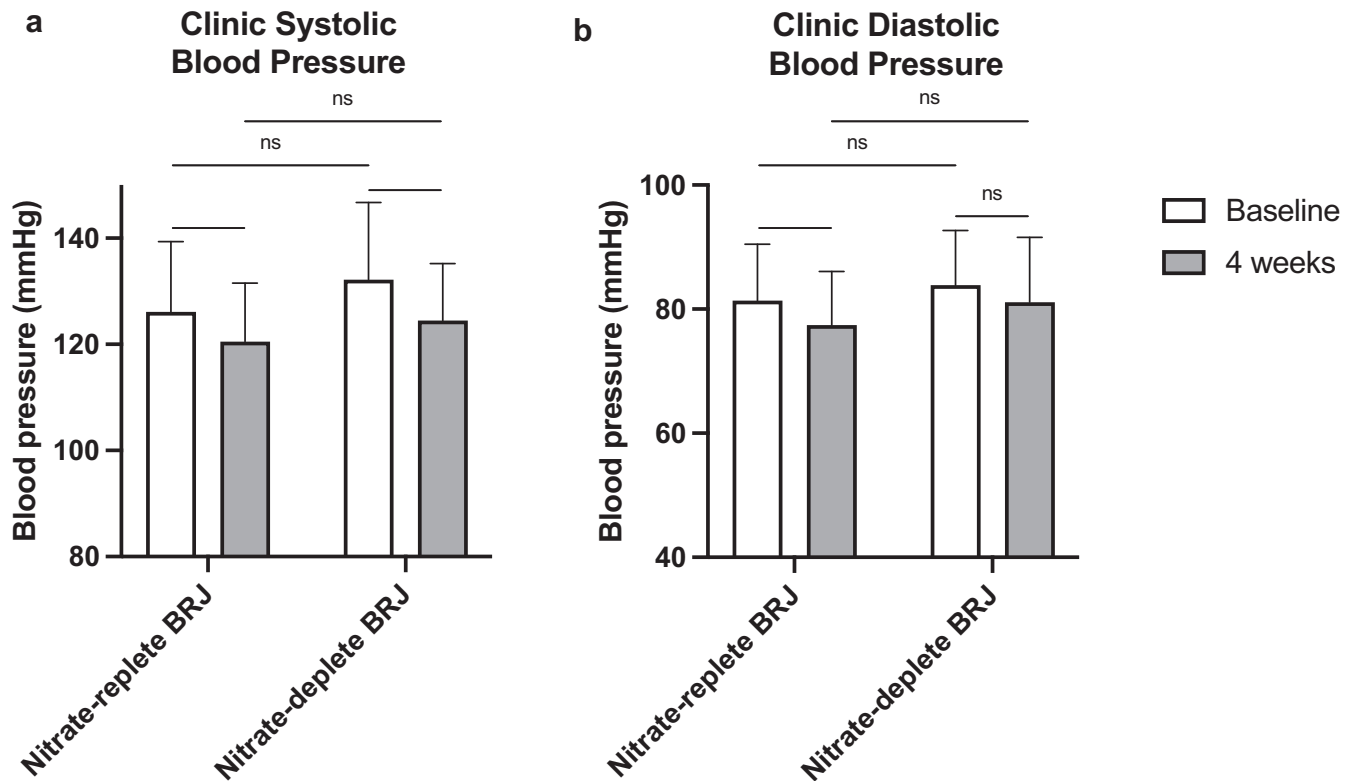 a
Clinic Systolic
Blood Pressure
ns
ns
Blood pressure (mmHg)
140
120
100
80
Nitrate-replete BRJ
Nitrate-deplete BRJ
b
Clinic Diastolic
Blood Pressure
ns
ns
ns
Blood pressure (mmHg)
100
80
60
40
Nitrate-replete BRJ
Nitrate-deplete BRJ
Baseline
4 weeks